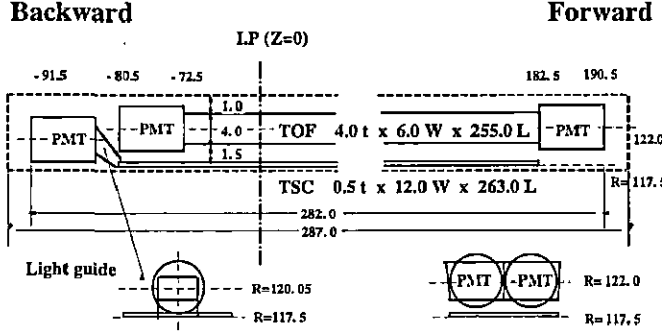 Backward Forward
I.P (Z=0)
- 91.5 - 80.5 - 72.5 182.5 190.5
1.0
PMT PMT 4.0 TOF 4.0 t x 6.0 W x 255.0 L PMT
122.0
1.5
TSC 0.5 t x 12.0 W x 263.0 L R= 117.5
282.0
287.0
Light guide
PMT PMT R=122.0
R=120.05
R=117.5 R=117.5